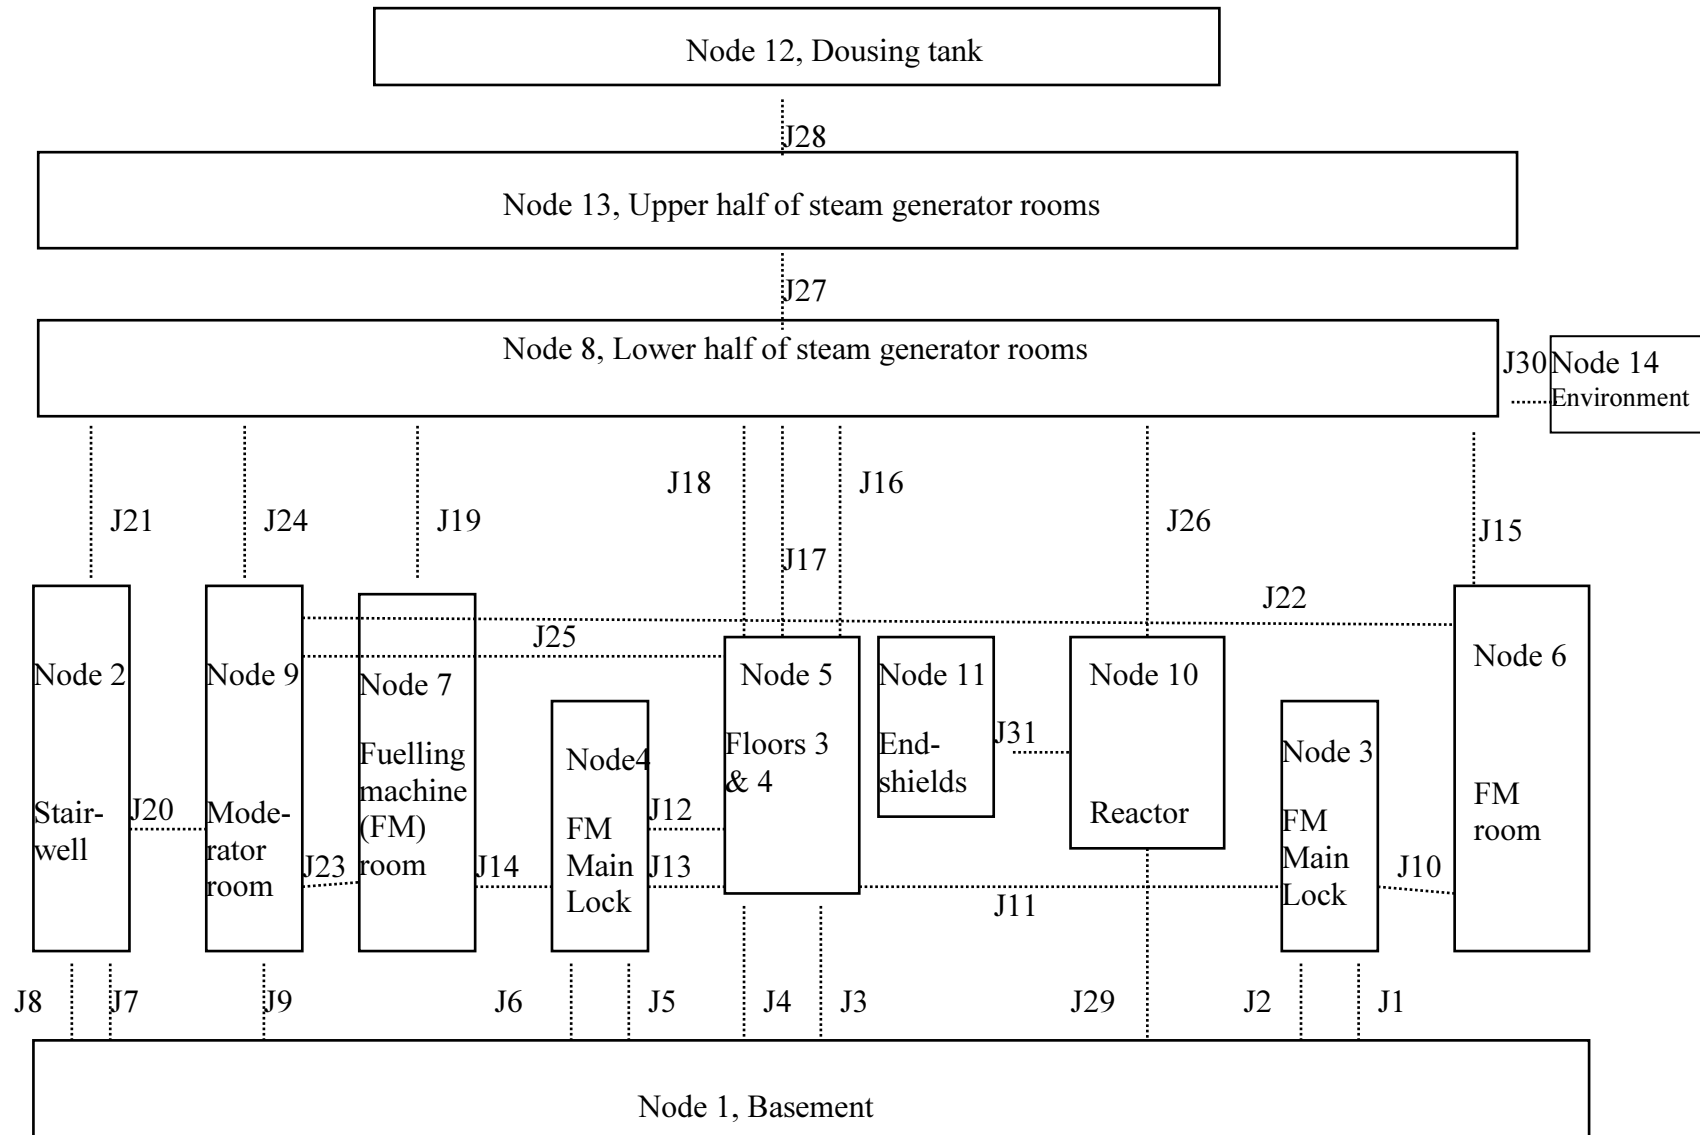 Node 12, Dousing tank
J28
Node 13, Upper half of steam generator rooms
J27
Node 8, Lower half of steam generator rooms
J30
Node 14
Environment
J21
J24
J19
J18
J17
J16
J26
J15
J22
J25
Node 2
Stair-
well
J20
Node 9
Mode-
rator
room
J23
Node 7
Fuelling
machine
(FM)
room
J14
Node4
FM
Main
Lock
J12
J13
Node 5
Floors 3
& 4
Node 11
End-
shields
J31
Node 10
Reactor
J11
Node 3
FM
Main
Lock
J10
Node 6
FM
room
J8
J7
J9
J6
J5
J4
J3
J29
J2
J1
Node 1, Basement